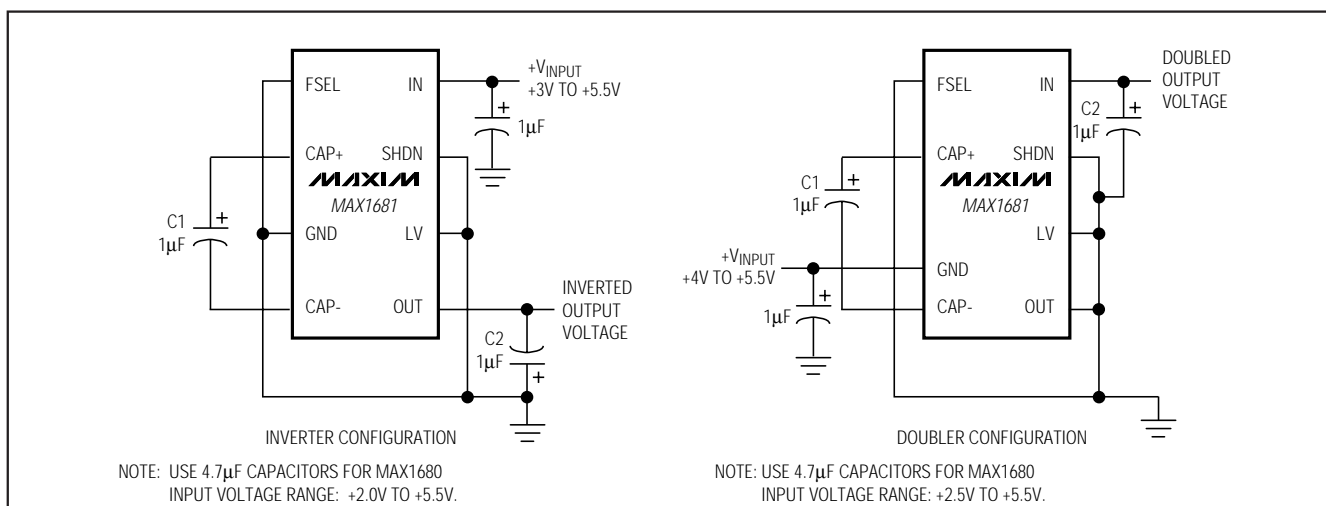 FSEL
IN
+VINPUT
+3V TO +5.5V
+
1µF
CAP+
SHDN
MAXIM
MAX1681
C1
1µF
+
GND
LV
CAP-
OUT
INVERTED
OUTPUT
VOLTAGE
C2
1µF
+
INVERTER CONFIGURATION
NOTE: USE 4.7µF CAPACITORS FOR MAX1680
INPUT VOLTAGE RANGE: +2.0V TO +5.5V.
FSEL
IN
DOUBLED
OUTPUT
VOLTAGE
C2
1µF
+
CAP+
SHDN
MAXIM
MAX1681
C1
1µF
+
LV
+VINPUT
+4V TO +5.5V
GND
+
1µF
CAP-
OUT
DOUBLER CONFIGURATION
NOTE: USE 4.7µF CAPACITORS FOR MAX1680
INPUT VOLTAGE RANGE: +2.5V TO +5.5V.